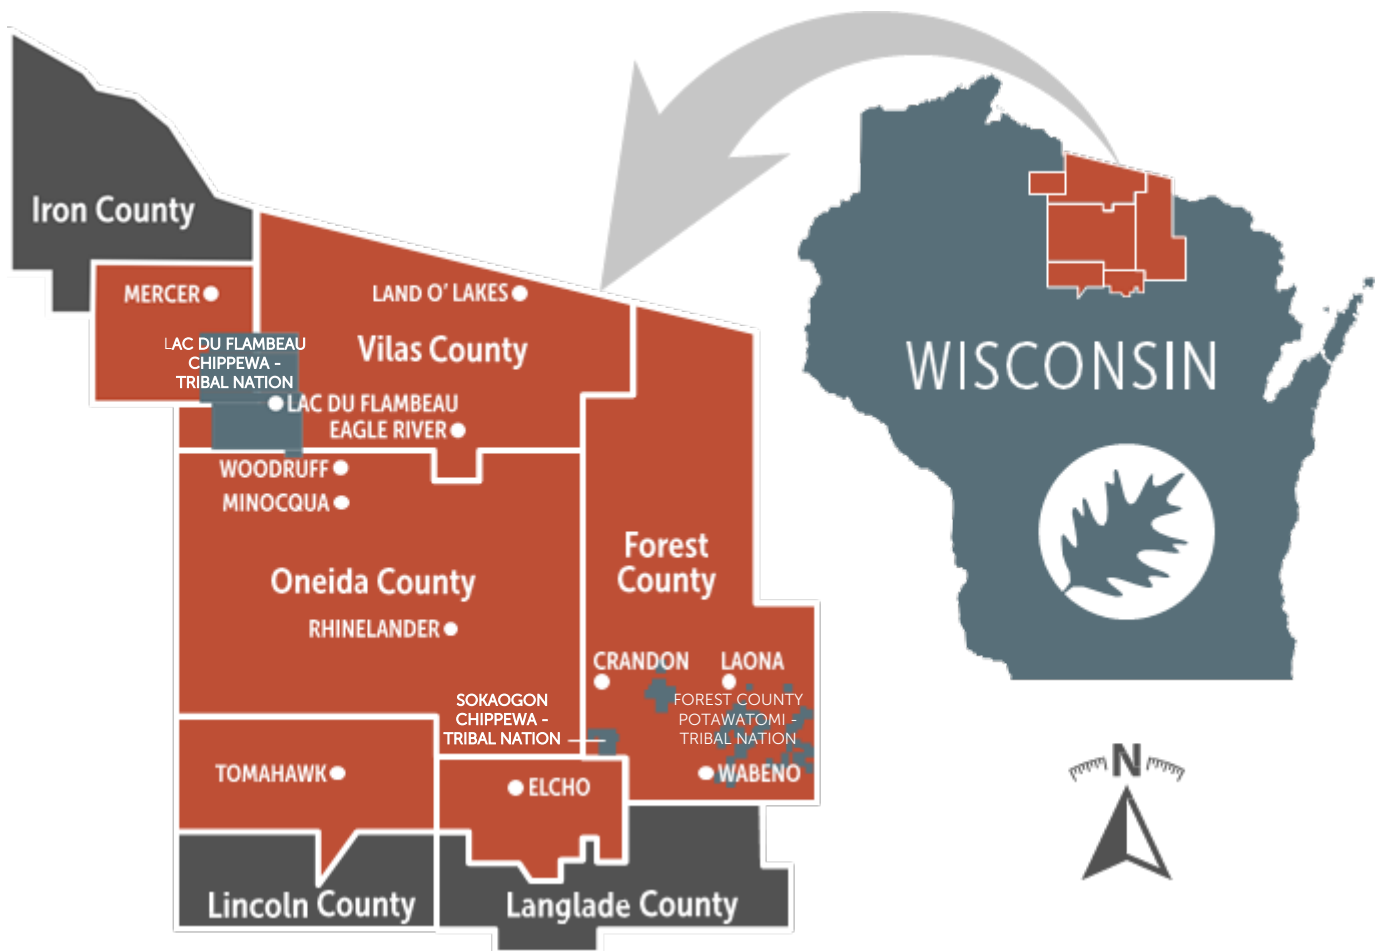 Iron County
MERCER
LAND O' LAKES
LAC DU FLAMBEAU
CHIPPEWA -
TRIBAL NATION
Vilas County
LAC DU FLAMBEAU
EAGLE RIVER
WOODRUFF
MINOCQUA
Oneida County
RHINELANDER
Forest
County
CRANDON
LAONA
SOKAOGON
CHIPPEWA -
TRIBAL NATION
FOREST COUNTY
POTAWATOMI -
TRIBAL NATION
TOMAHAWK
ELCHO
WABENO
Lincoln County
Langlade County
WISCONSIN
N